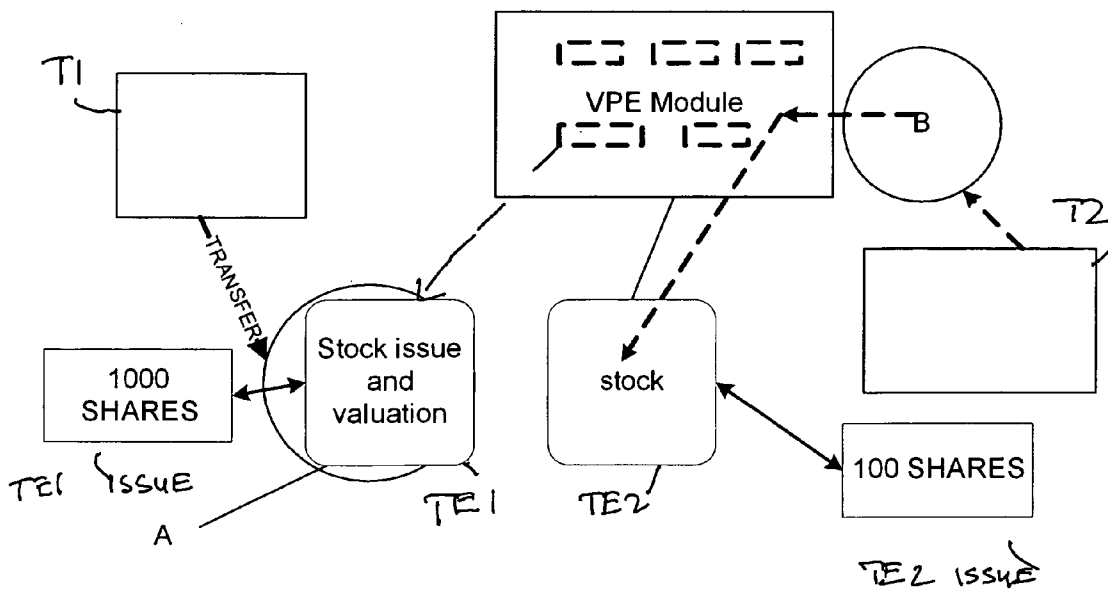 T1
VPE Module
B
T2
TRANSFER
Stock issue
and
valuation
stock
1000
SHARES
100 SHARES
TE1 ISSUE
TE1
TE2
A
TE2 ISSUE